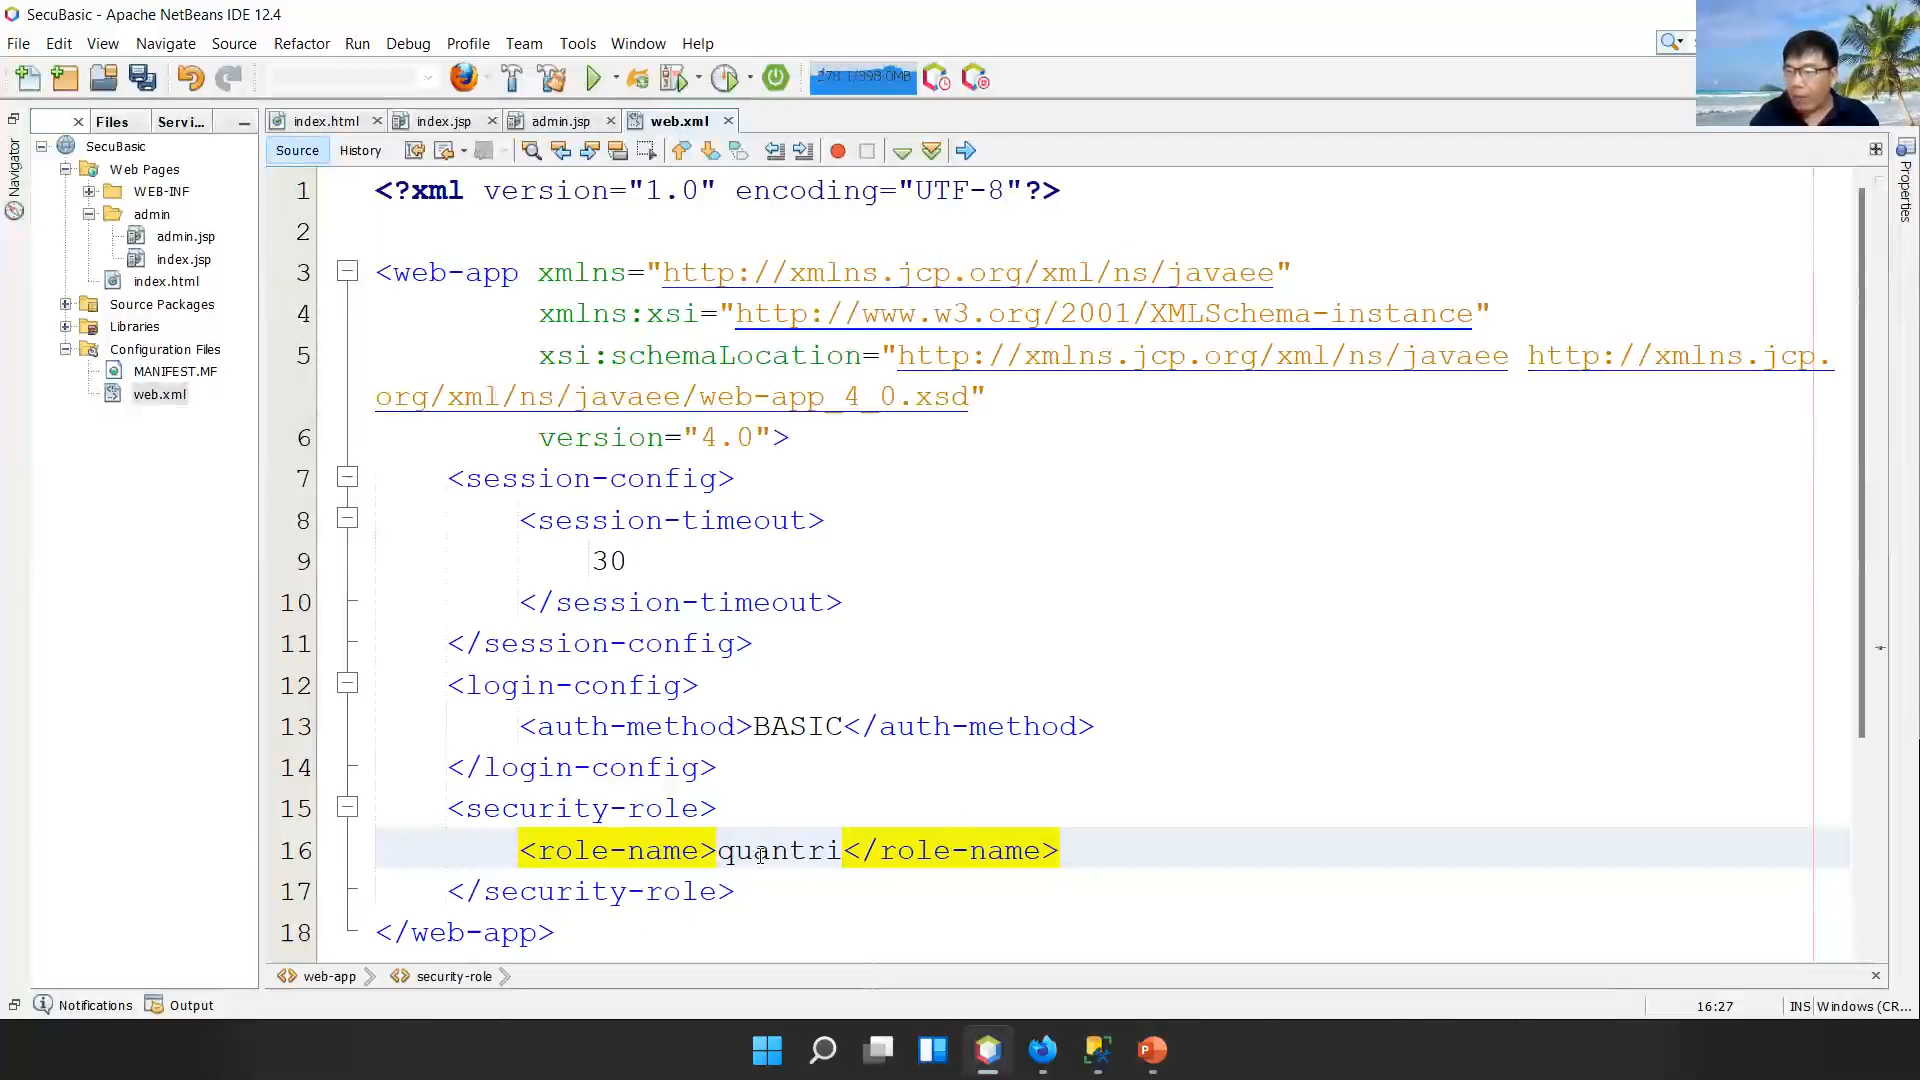 SecuBasic - Apache NetBeans IDE 12.4
File Edit View Navigate Source Refactor Run Debug Profile Team Tools Window Help
278.1/398.0MB
Files Servi...
index.html index.jsp admin.jsp web.xml
Source History
Navigator
Properties
SecuBasic
Web Pages
WEB-INF
admin
admin.jsp
index.jsp
index.html
Source Packages
Libraries
Configuration Files
MANIFEST.MF
web.xml
1 <?xml version="1.0" encoding="UTF-8"?>
2
3 <web-app xmlns="http://xmlns.jcp.org/xml/ns/javaee"
4 xmlns:xsi="http://www.w3.org/2001/XMLSchema-instance"
5 xsi:schemaLocation="http://xmlns.jcp.org/xml/ns/javaee http://xmlns.jcp.
org/xml/ns/javaee/web-app_4_0.xsd"
6 version="4.0">
7 <session-config>
8 <session-timeout>
9 30
10 </session-timeout>
11 </session-config>
12 <login-config>
13 <auth-method>BASIC</auth-method>
14 </login-config>
15 <security-role>
16 <role-name>quantri</role-name>
17 </security-role>
18 </web-app>
web-app security-role
Notifications Output
16:27 INS Windows (CR...